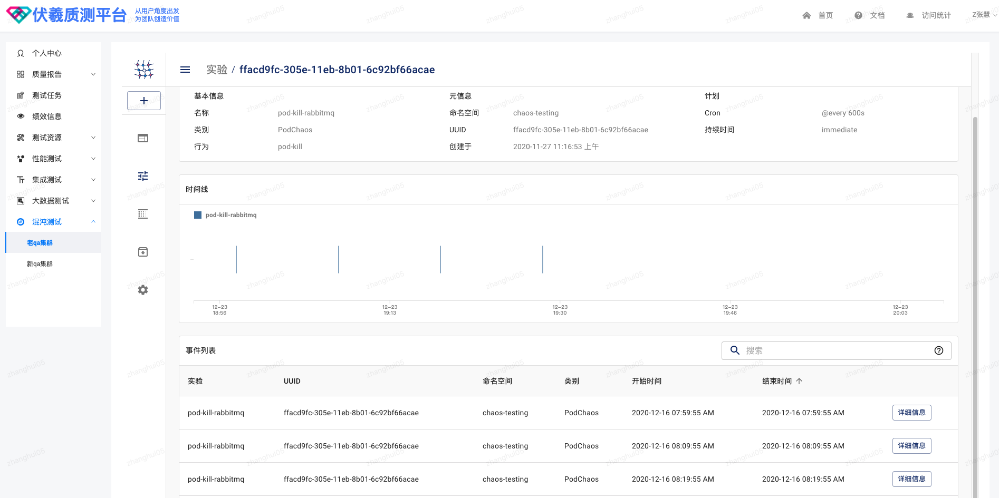 伏羲质测平台
从用户角度出发
为团队创造价值
首页
文档
访问统计
Z张慧
个人中心
质量报告
测试任务
绩效信息
测试资源
性能测试
集成测试
大数据测试
混沌测试
老qa集群
新qa集群
实验 / ffacd9fc-305e-11eb-8b01-6c92bf66acae
基本信息
名称 pod-kill-rabbitmq
类别 PodChaos
行为 pod-kill
元信息
命名空间 chaos-testing
UUID ffacd9fc-305e-11eb-8b01-6c92bf66acae
创建于 2020-11-27 11:16:53 上午
计划
Cron @every 600s
持续时间 immediate
时间线
pod-kill-rabbitmq
12-23 12-23 12-23 12-23 12-23
18:56 19:13 19:30 19:46 20:03
事件列表
搜索
实验 UUID 命名空间 类别 开始时间 结束时间
pod-kill-rabbitmq ffacd9fc-305e-11eb-8b01-6c92bf66acae chaos-testing PodChaos 2020-12-16 07:59:55 AM 2020-12-16 07:59:55 AM 详细信息
pod-kill-rabbitmq ffacd9fc-305e-11eb-8b01-6c92bf66acae chaos-testing PodChaos 2020-12-16 08:09:55 AM 2020-12-16 08:09:55 AM 详细信息
pod-kill-rabbitmq ffacd9fc-305e-11eb-8b01-6c92bf66acae chaos-testing PodChaos 2020-12-16 08:19:55 AM 2020-12-16 08:19:55 AM 详细信息
zhanghui05